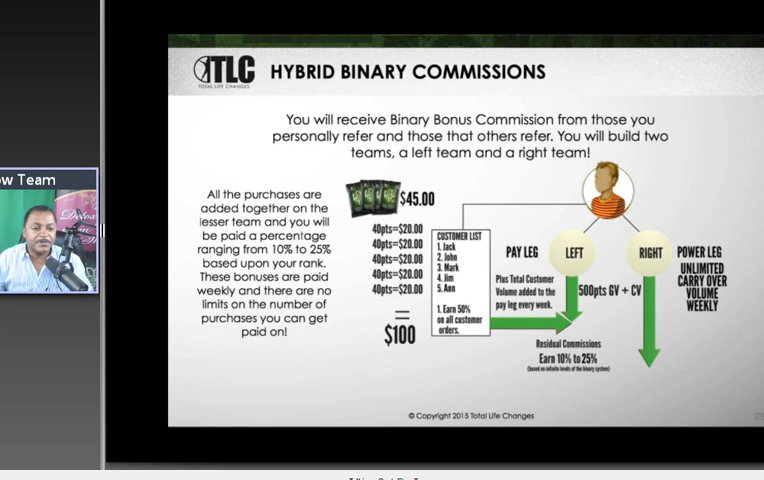 TLC
TOTAL LIFE CHANGES
HYBRID BINARY COMMISSIONS
You will receive Binary Bonus Commission from those you
personally refer and those that others refer. You will build two
teams, a left team and a right team!
ow Team
All the purchases are
added together on the
lesser team and you will
be paid a percentage
ranging from 10% to 25%
based upon your rank.
These bonuses are paid
weekly and there are no
limits on the number of
purchases you can get
paid on!
$45.00
40pts=$20.00
40pts=$20.00
40pts=$20.00
40pts=$20.00
40pts=$20.00
=
$100
CUSTOMER LIST
1. Jack
2. John
3. Mark
4. Jim
5. Ann
1. Earn 50%
on all customer
orders.
PAY LEG
LEFT
RIGHT
POWER LEG
UNLIMITED
CARRY OVER
VOLUME
WEEKLY
Plus Total Customer
Volume added to the
pay leg every week.
500pts GV + CV
Residual Commissions
Earn 10% to 25%
(based on infinite levels of the binary system)
© Copyright 2015 Total Life Changes